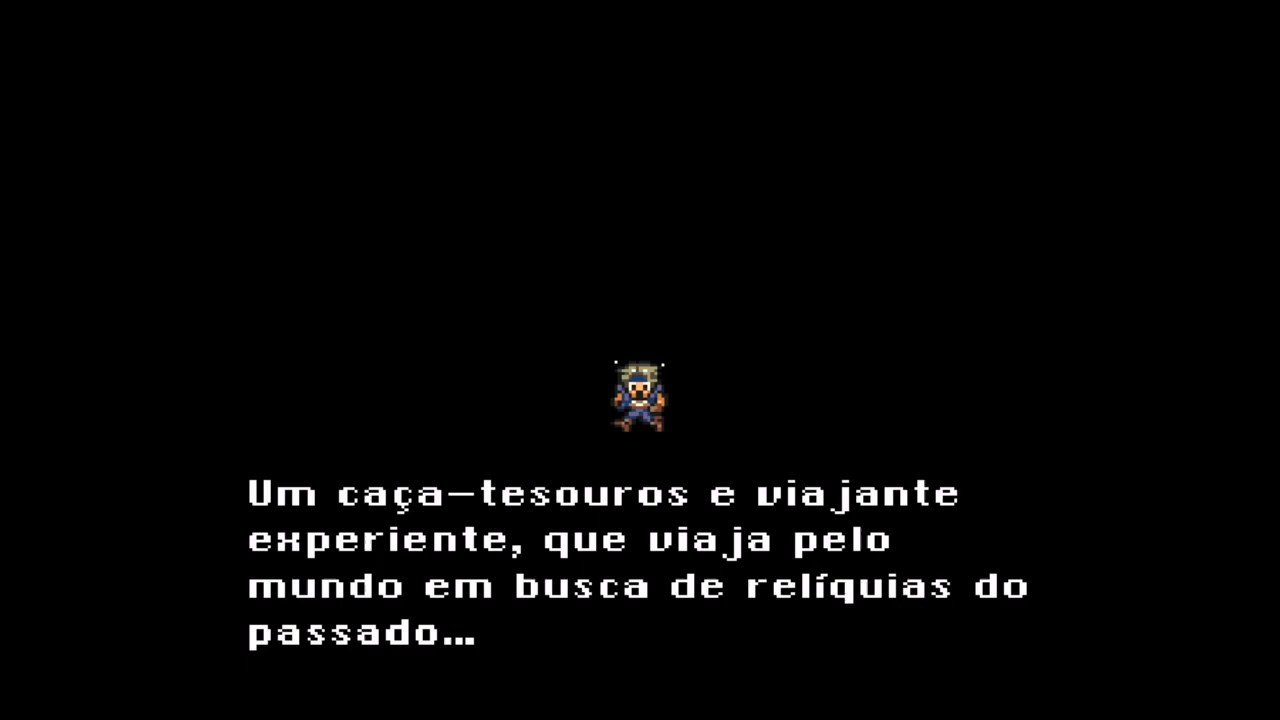 Um caça-tesouros e viajante
experiente, que viaja pelo
mundo em busca de relíquias do
passado…